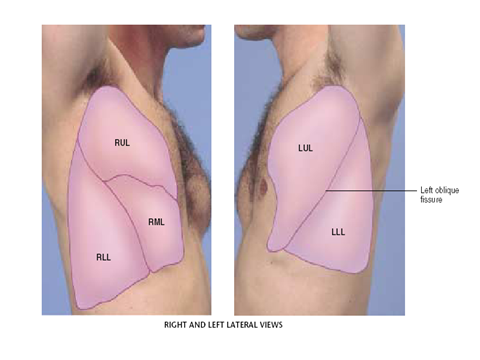 RUL
RML
RLL
LUL
LLL
Left oblique
fissure
RIGHT AND LEFT LATERAL VIEWS